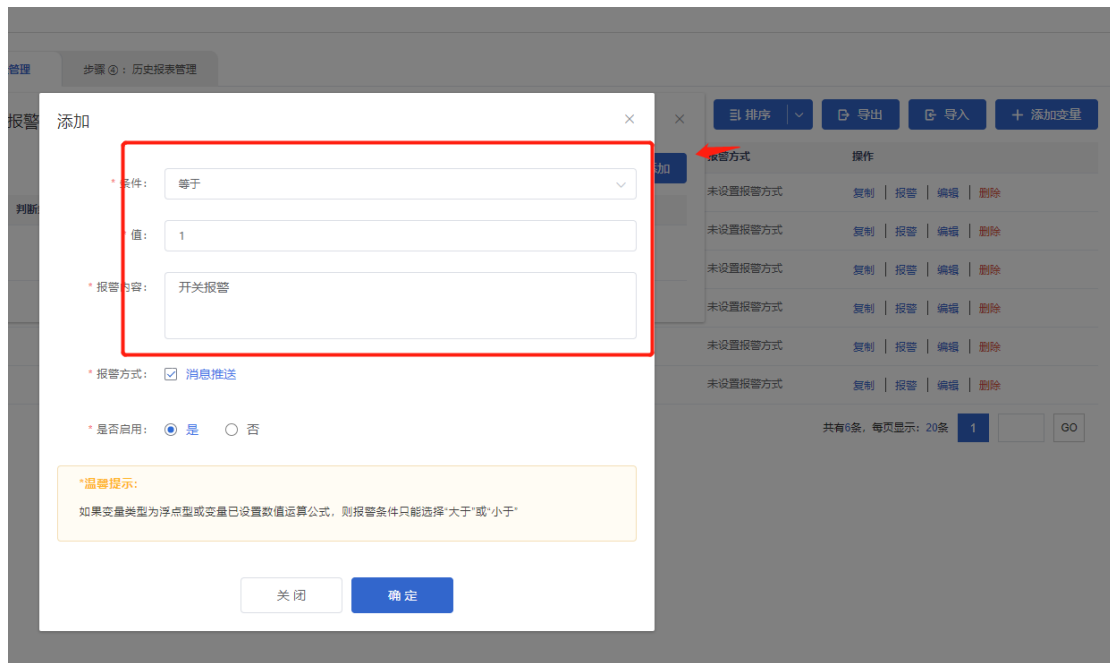 管理
步骤④：历史报表管理
报警
排序
导出
导入
添加变量
添加
报警方式
操作
判断
未设置报警方式
复制
报警
编辑
删除
未设置报警方式
复制
报警
编辑
删除
未设置报警方式
复制
报警
编辑
删除
未设置报警方式
复制
报警
编辑
删除
未设置报警方式
复制
报警
编辑
删除
未设置报警方式
复制
报警
编辑
删除
共有6条，每页显示：20条
1
GO
添加
*条件：
等于
*值：
1
*报警内容：
开关报警
*报警方式：
消息推送
*是否启用：
是
否
*温馨提示：
如果变量类型为浮点型或变量已设置数值运算公式，则报警条件只能选择“大于”或“小于”
关闭
确定